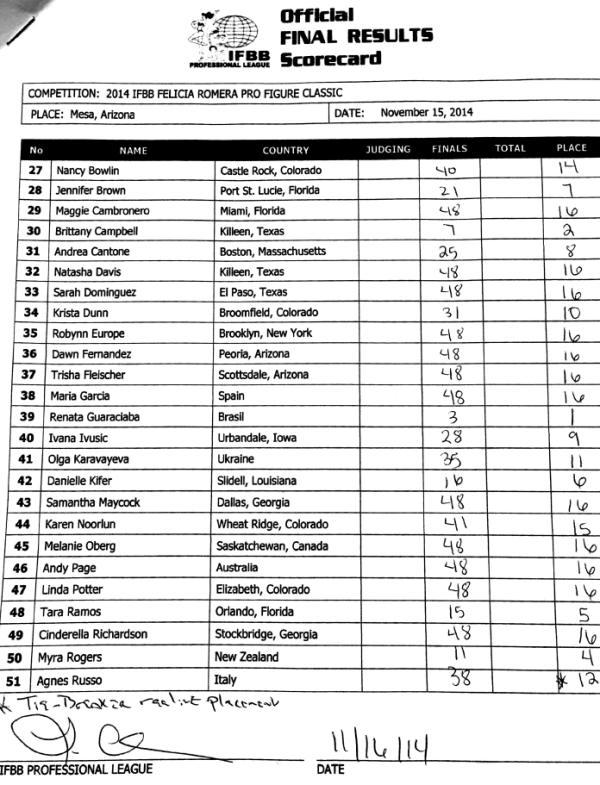 Official
FINAL RESULTS
Scorecard
IFBB
PROFESSIONAL LEAGUE
COMPETITION: 2014 IFBB FELICIA ROMERA PRO FIGURE CLASSIC
PLACE: Mesa, Arizona DATE: November 15, 2014
No NAME COUNTRY JUDGING FINALS TOTAL PLACE
27 Nancy Bowlin Castle Rock, Colorado 40 14
28 Jennifer Brown Port St. Lucie, Florida 21 7
29 Maggie Cambronero Miami, Florida 48 16
30 Brittany Campbell Killeen, Texas 7 2
31 Andrea Cantone Boston, Massachusetts 25 8
32 Natasha Davis Killeen, Texas 48 16
33 Sarah Dominguez El Paso, Texas 48 16
34 Krista Dunn Broomfield, Colorado 31 10
35 Robynn Europe Brooklyn, New York 48 16
36 Dawn Fernandez Peoria, Arizona 48 16
37 Trisha Fleischer Scottsdale, Arizona 48 16
38 Maria Garcia Spain 48 16
39 Renata Guaraciaba Brasil 3 1
40 Ivana Ivusic Urbandale, Iowa 28 9
41 Olga Karavayeva Ukraine 35 11
42 Danielle Kifer Slidell, Louisiana 16 6
43 Samantha Maycock Dallas, Georgia 48 16
44 Karen Noorlun Wheat Ridge, Colorado 41 15
45 Melanie Oberg Saskatchewan, Canada 48 16
46 Andy Page Australia 48 16
47 Linda Potter Elizabeth, Colorado 48 16
48 Tara Ramos Orlando, Florida 15 5
49 Cinderella Richardson Stockbridge, Georgia 48 16
50 Myra Rogers New Zealand 11 4
51 Agnes Russo Italy 38 * 12
* Tie-Breaker placement
11/16/14
IFBB PROFESSIONAL LEAGUE DATE